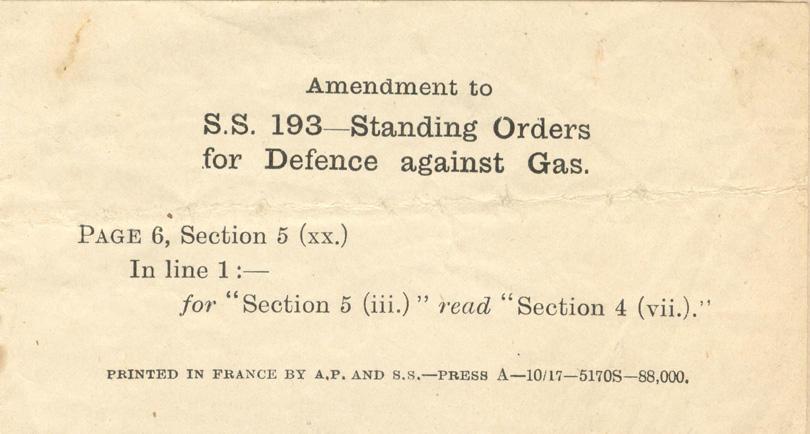 Amendment to
S.S. 193—Standing Orders
for Defence against Gas.
PAGE 6, Section 5 (xx.)
In line 1 :—
for “Section 5 (iii.)” read “Section 4 (vii.).”
PRINTED IN FRANCE BY A.P. AND S.S.—PRESS A—10/17—5170S—88,000.